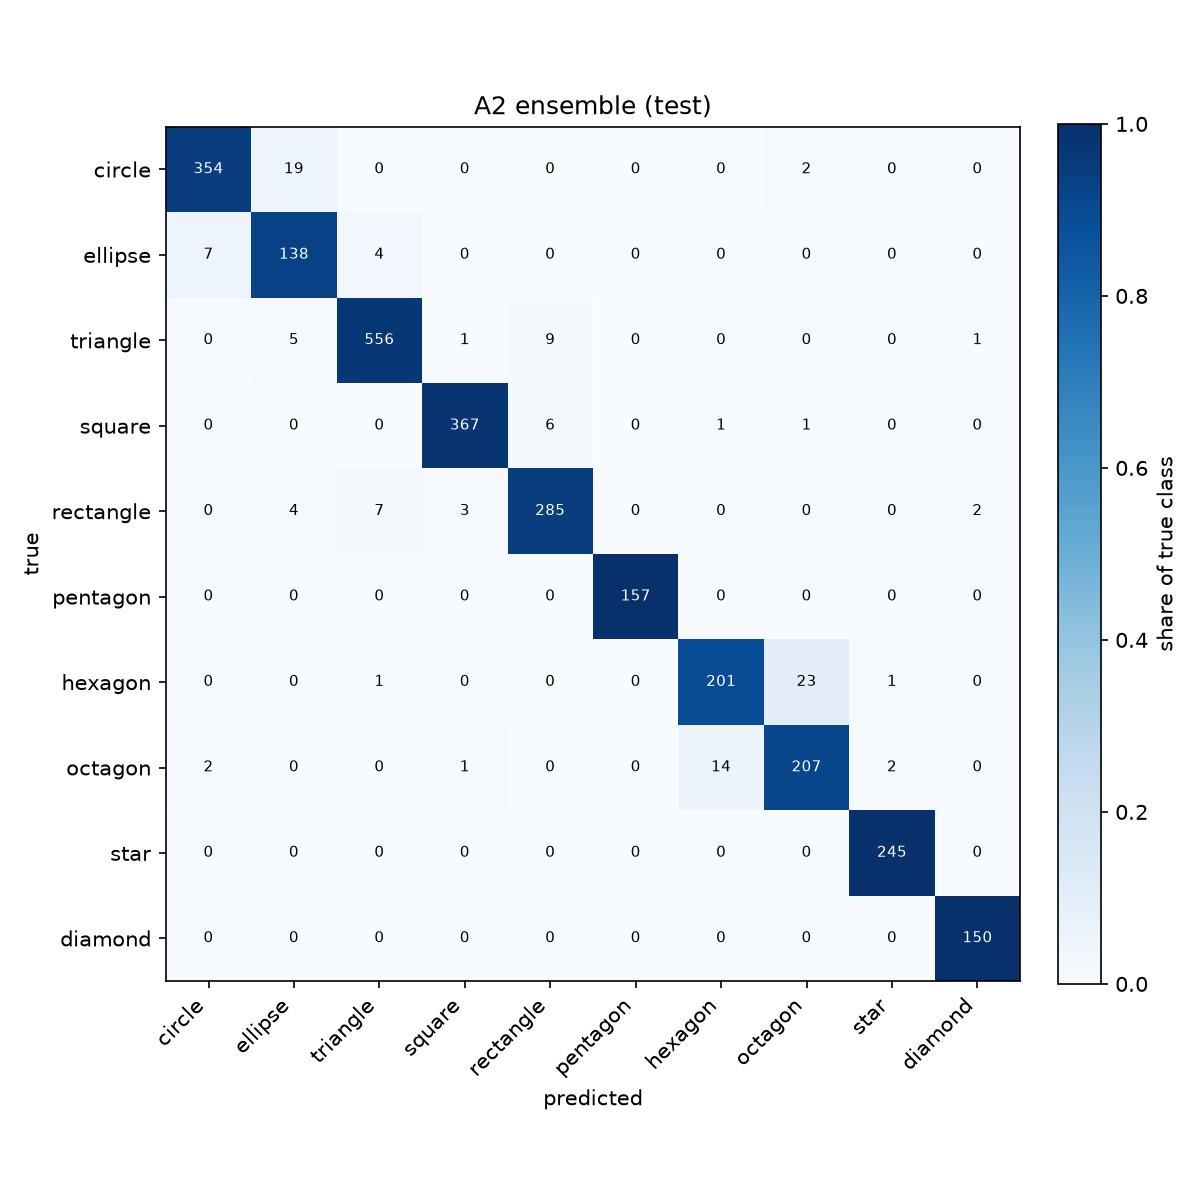 A2 ensemble (test)
circle 354 19 0 0 0 0 0 2 0 0
ellipse 7 138 4 0 0 0 0 0 0 0
triangle 0 5 556 1 9 0 0 0 0 1
square 0 0 0 367 6 0 1 1 0 0
rectangle 0 4 7 3 285 0 0 0 0 2
pentagon 0 0 0 0 0 157 0 0 0 0
hexagon 0 0 1 0 0 0 201 23 1 0
octagon 2 0 0 1 0 0 14 207 2 0
star 0 0 0 0 0 0 0 0 245 0
diamond 0 0 0 0 0 0 0 0 0 150
true
circle ellipse triangle square rectangle pentagon hexagon octagon star diamond
predicted
1.0
0.8
0.6
0.4
0.2
0.0
share of true class